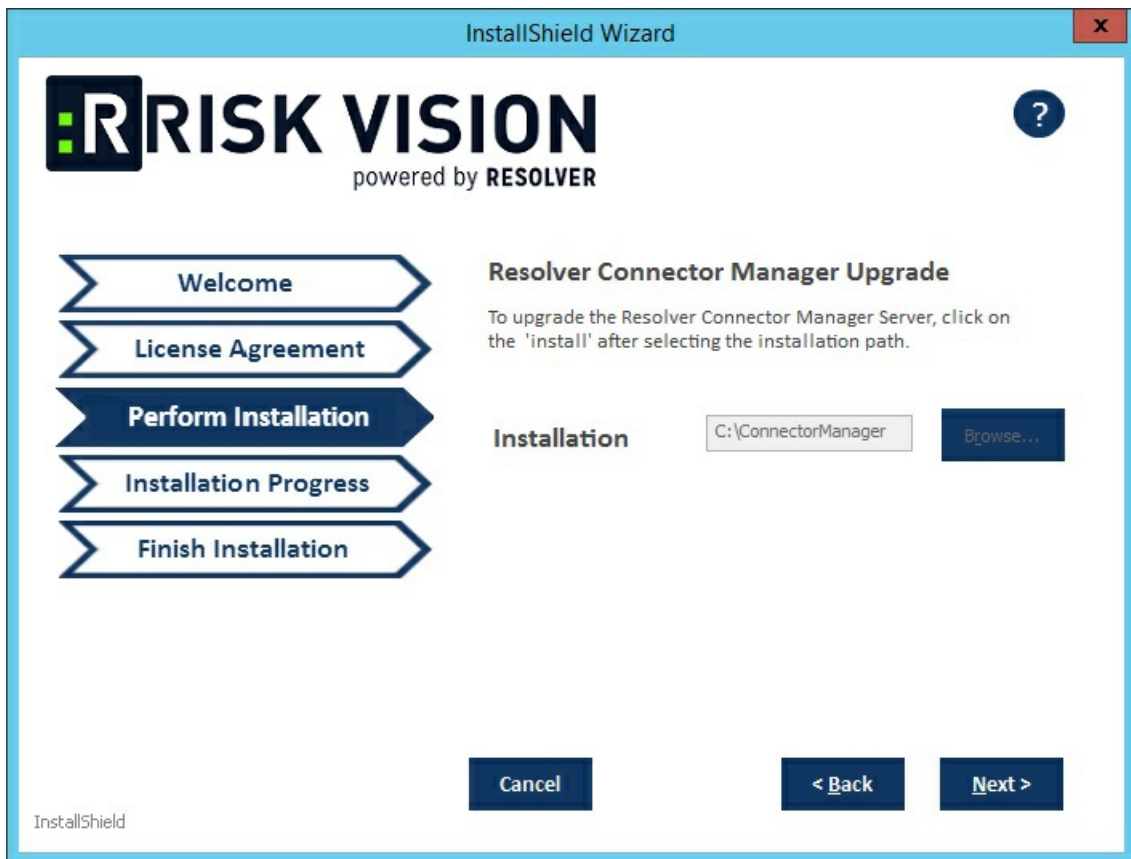 InstallShield Wizard
x
:R RISK VISION
powered by RESOLVER
?
Welcome
License Agreement
Perform Installation
Installation Progress
Finish Installation
Resolver Connector Manager Upgrade
To upgrade the Resolver Connector Manager Server, click on
the 'install' after selecting the installation path.
Installation
C:\ConnectorManager
Browse...
Cancel
< Back
Next >
InstallShield